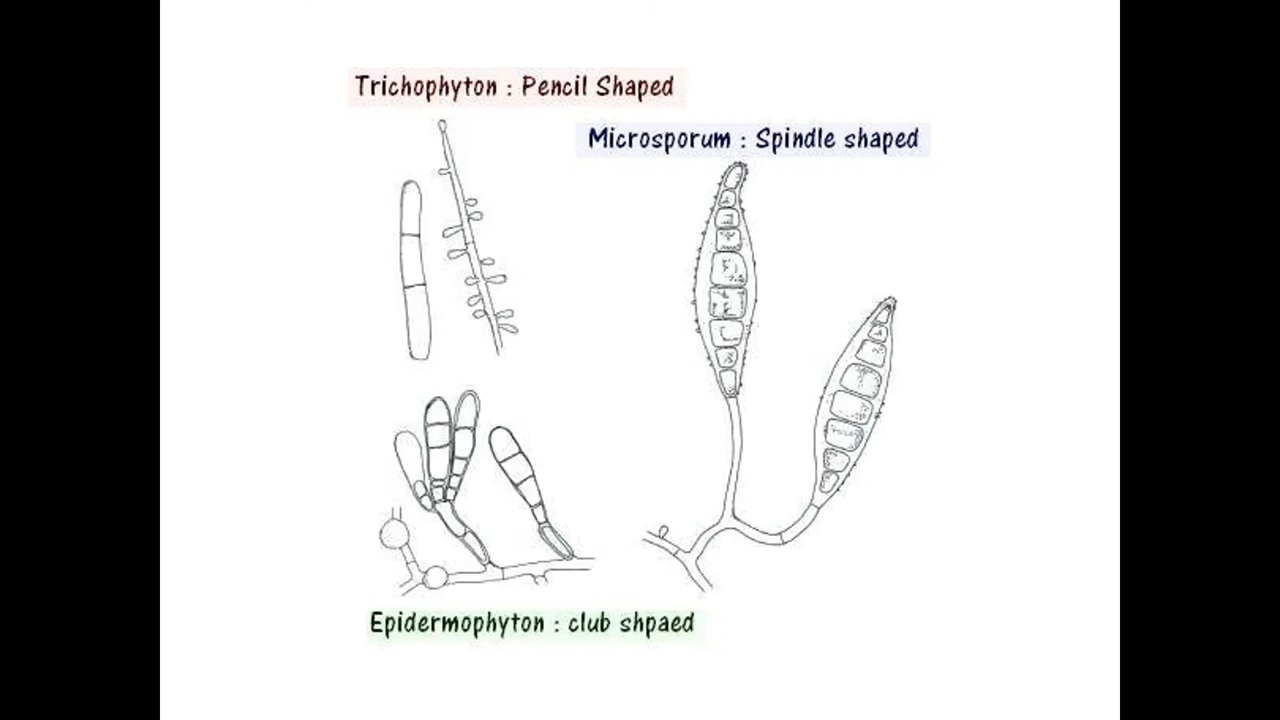 Trichophyton : Pencil Shaped
Microsporum : Spindle shaped
Epidermophyton : club shpaed